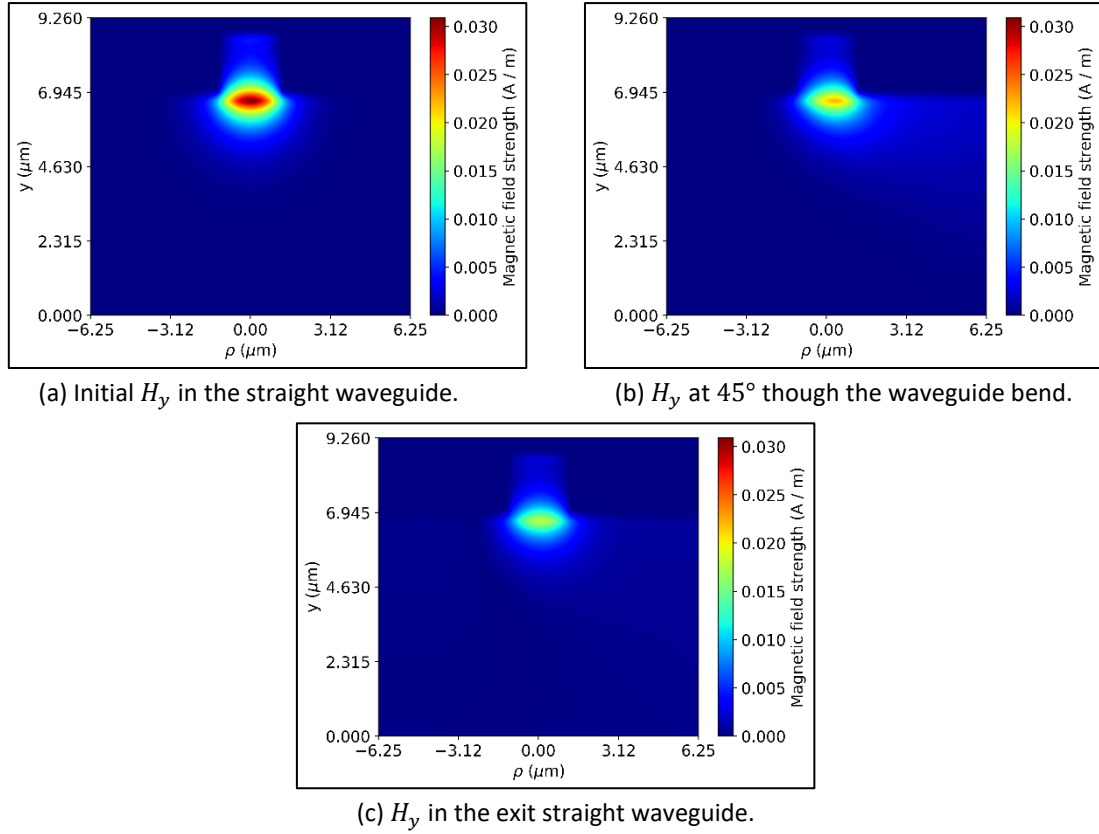 9.260
6.945
4.630
2.315
0.000
y (μm)
−6.25 −3.12 0.00 3.12 6.25
ρ (μm)
0.030
0.025
0.020
0.015
0.010
0.005
0.000
Magnetic field strength (A / m)
(a) Initial H_y in the straight waveguide.
9.260
6.945
4.630
2.315
0.000
y (μm)
−6.25 −3.12 0.00 3.12 6.25
ρ (μm)
0.030
0.025
0.020
0.015
0.010
0.005
0.000
Magnetic field strength (A / m)
(b) H_y at 45° though the waveguide bend.
9.260
6.945
4.630
2.315
0.000
y (μm)
−6.25 −3.12 0.00 3.12 6.25
ρ (μm)
0.030
0.025
0.020
0.015
0.010
0.005
0.000
Magnetic field strength (A / m)
(c) H_y in the exit straight waveguide.